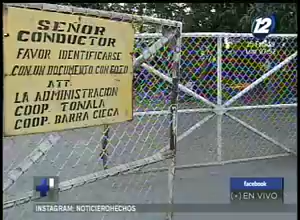 SEÑOR
CONDUCTOR
FAVOR IDENTIFICARSE
CON UN DOCUMENTO CON FOTO
ATT.
LA ADMINISTRACIÓN
COOP. TONALA
COOP. BARRA CIEGA
12
facebook
(•) EN VIVO
INSTAGRAM: NOTICIEROHECHOS